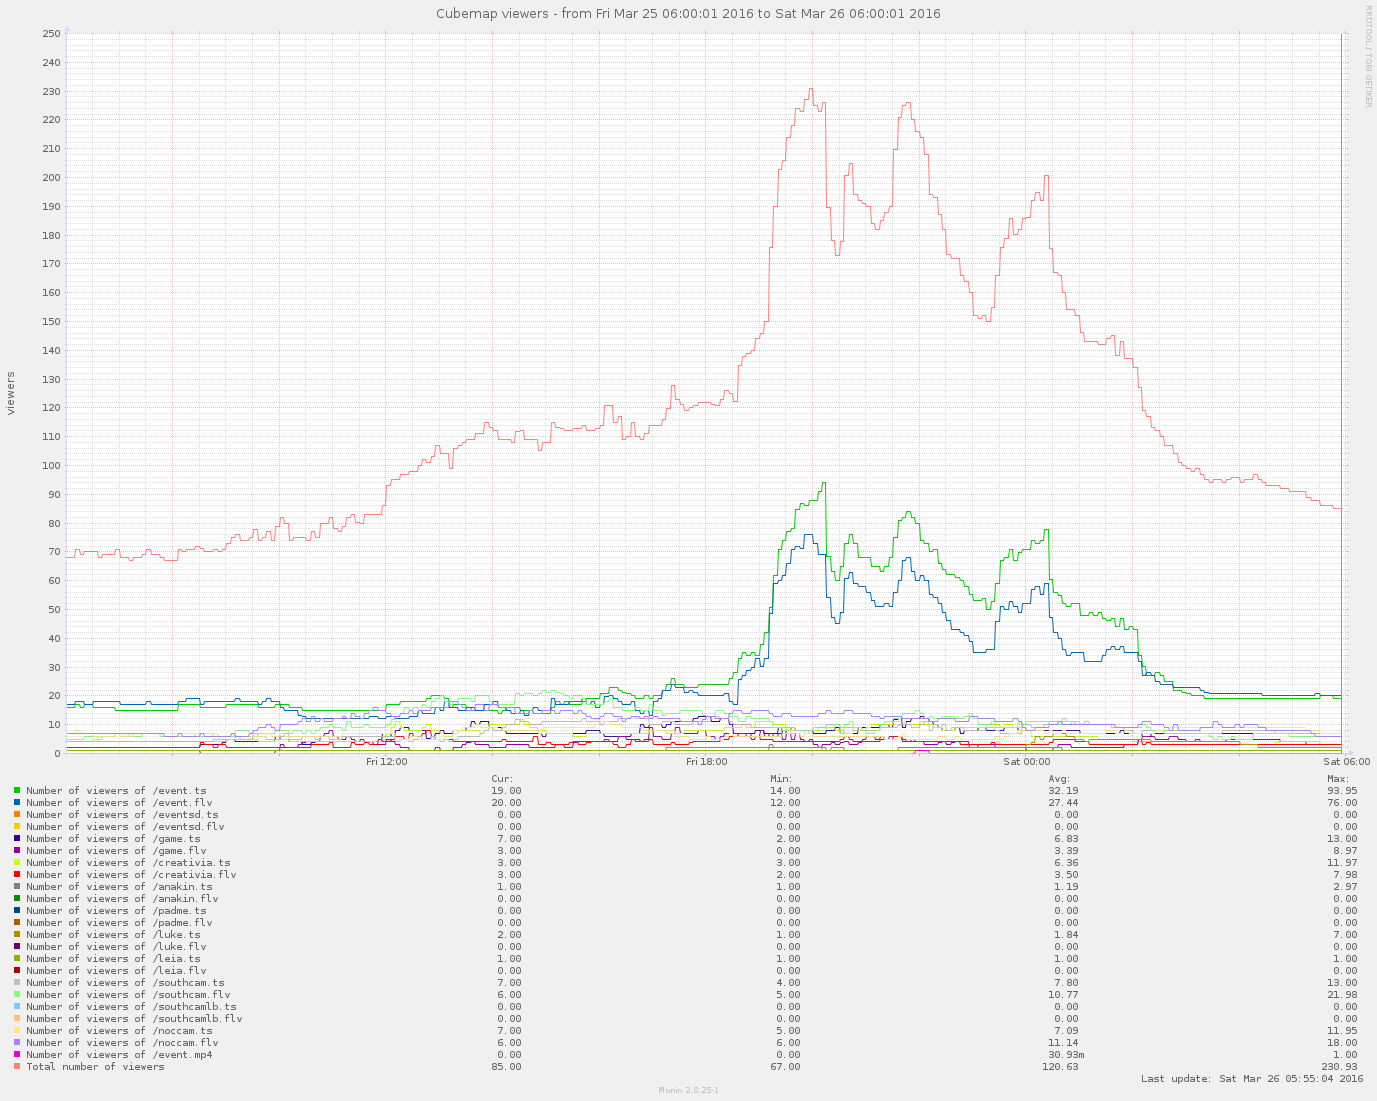 Cubemap viewers - from Fri Mar 25 06:00:01 2016 to Sat Mar 26 06:00:01 2016
RRDTOOL / TOBI OETIKER
viewers
250
240
230
220
210
200
190
180
170
160
150
140
130
120
110
100
90
80
70
60
50
40
30
20
10
0
Fri 12:00 Fri 18:00 Sat 00:00 Sat 06:00
Cur: Min: Avg: Max:
Number of viewers of /event.ts 19.00 14.00 32.19 93.95
Number of viewers of /event.flv 20.00 12.00 27.44 76.00
Number of viewers of /eventsd.ts 0.00 0.00 0.00 0.00
Number of viewers of /eventsd.flv 0.00 0.00 0.00 0.00
Number of viewers of /game.ts 7.00 2.00 6.83 13.00
Number of viewers of /game.flv 3.00 0.00 3.39 8.97
Number of viewers of /creativia.ts 3.00 3.00 6.36 11.97
Number of viewers of /creativia.flv 3.00 2.00 3.50 7.98
Number of viewers of /anakin.ts 1.00 1.00 1.19 2.97
Number of viewers of /anakin.flv 0.00 0.00 0.00 0.00
Number of viewers of /padme.ts 0.00 0.00 0.00 0.00
Number of viewers of /padme.flv 0.00 0.00 0.00 0.00
Number of viewers of /luke.ts 2.00 1.00 1.84 7.00
Number of viewers of /luke.flv 0.00 0.00 0.00 0.00
Number of viewers of /leia.ts 1.00 1.00 1.00 1.00
Number of viewers of /leia.flv 0.00 0.00 0.00 0.00
Number of viewers of /southcam.ts 7.00 4.00 7.80 13.00
Number of viewers of /southcam.flv 6.00 5.00 10.77 21.98
Number of viewers of /southcamlb.ts 0.00 0.00 0.00 0.00
Number of viewers of /southcamlb.flv 0.00 0.00 0.00 0.00
Number of viewers of /noccam.ts 7.00 5.00 7.09 11.95
Number of viewers of /noccam.flv 6.00 6.00 11.14 18.00
Number of viewers of /event.mp4 0.00 0.00 30.93m 1.00
Total number of viewers 85.00 67.00 120.63 230.93
Last update: Sat Mar 26 05:55:04 2016
Munin 2.0.25-1